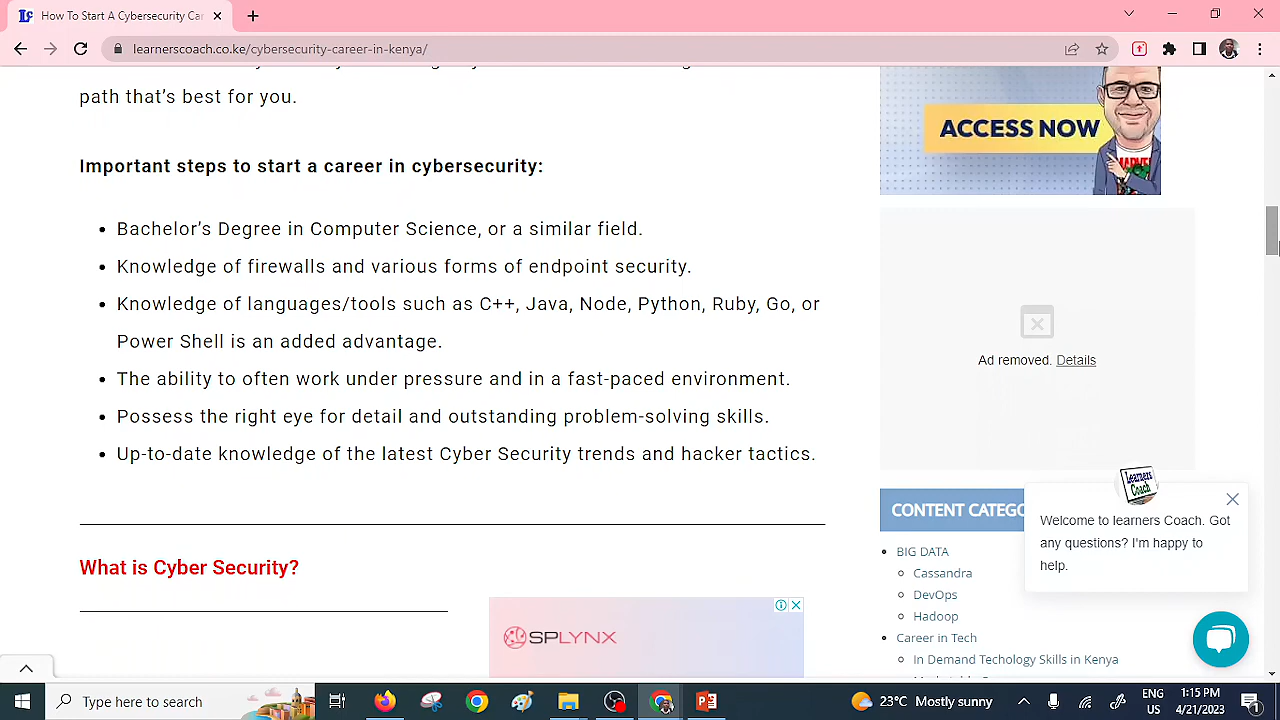 How To Start A Cybersecurity Car
learnerscoach.co.ke/cybersecurity-career-in-kenya/
path that's best for you.
Important steps to start a career in cybersecurity:
Bachelor's Degree in Computer Science, or a similar field.
Knowledge of firewalls and various forms of endpoint security.
Knowledge of languages/tools such as C++, Java, Node, Python, Ruby, Go, or
Power Shell is an added advantage.
The ability to often work under pressure and in a fast-paced environment.
Possess the right eye for detail and outstanding problem-solving skills.
Up-to-date knowledge of the latest Cyber Security trends and hacker tactics.
What is Cyber Security?
SPLYNX
ACCESS NOW
MARVEL
Ad removed. Details
CONTENT CATEGO
BIG DATA
Cassandra
DevOps
Hadoop
Career in Tech
In Demand Techology Skills in Kenya
Learners
Coach
Welcome to learners Coach. Got
any questions? I'm happy to
help.
Type here to search
23°C Mostly sunny
ENG
US
1:15 PM
4/21/2023